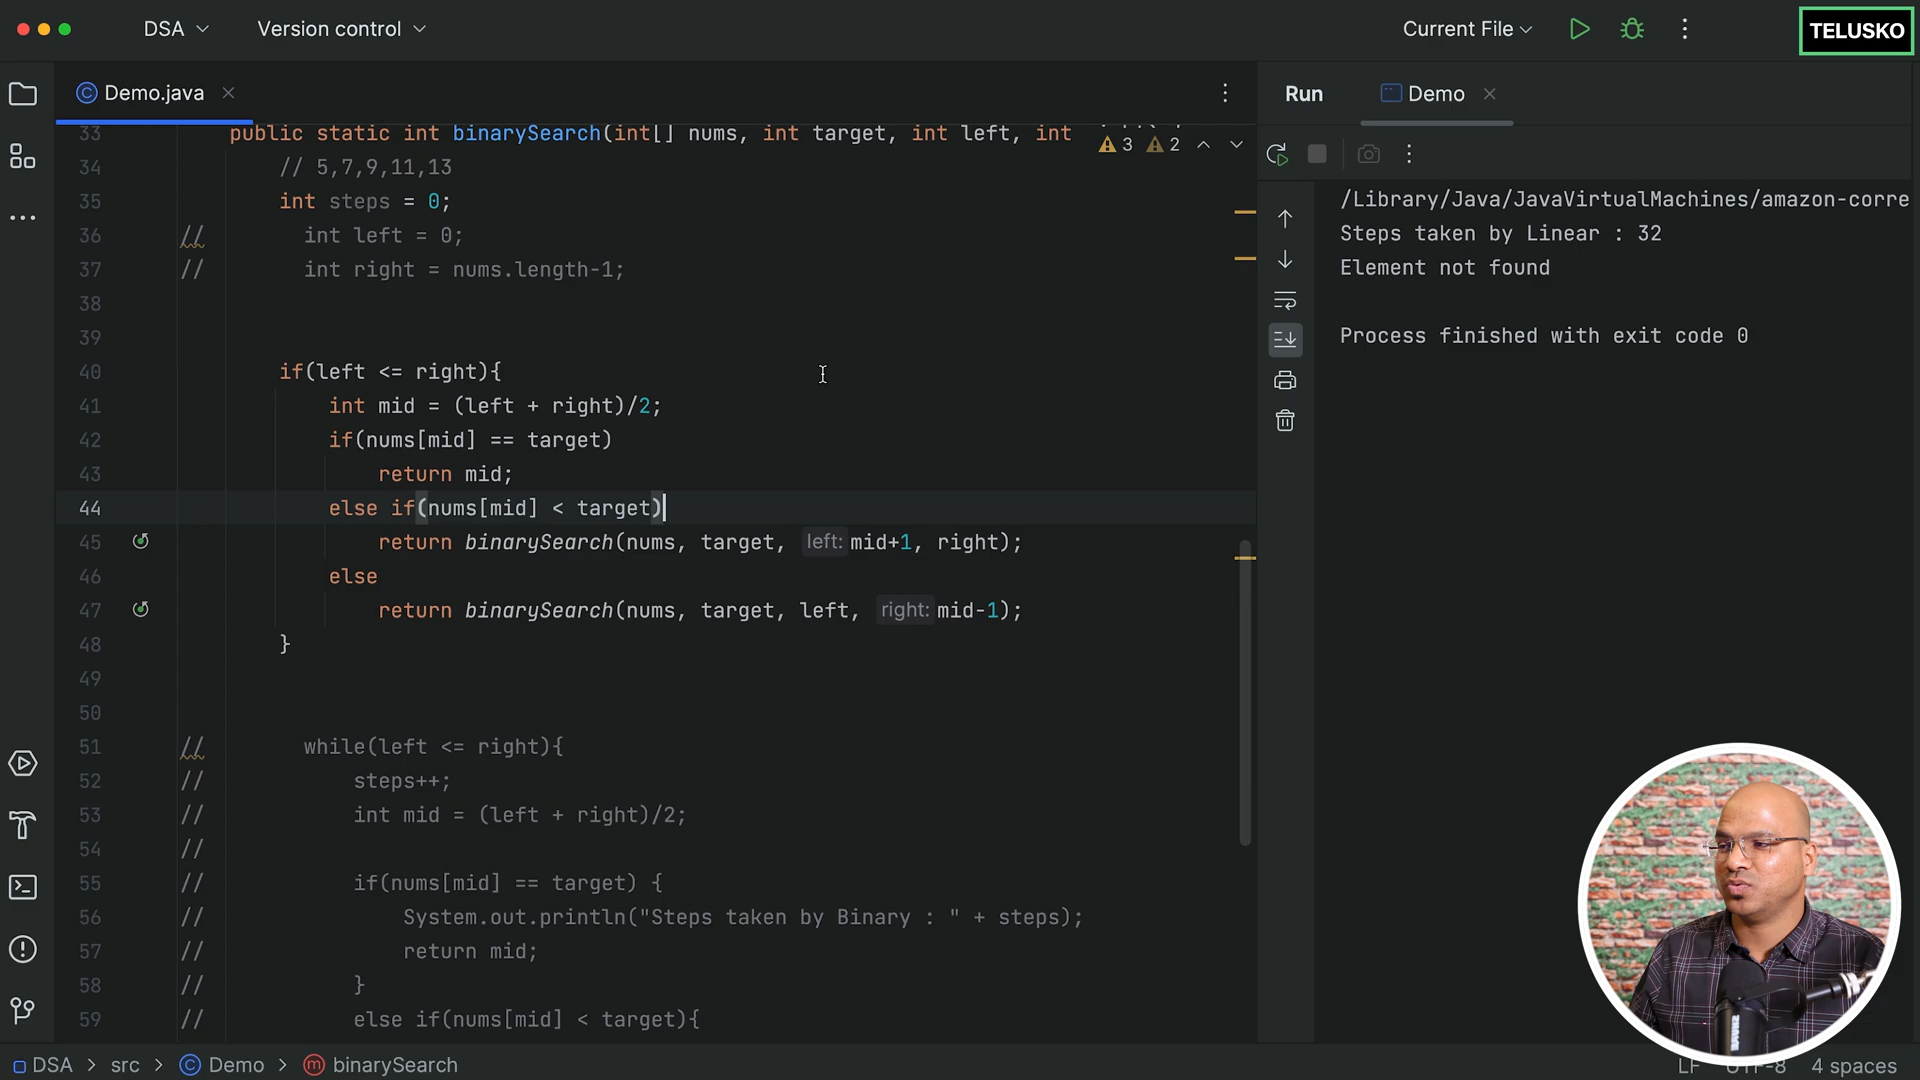 DSA
Version control
Current File
TELUSKO
Demo.java
Run
Demo
33 public static int binarySearch(int[] nums, int target, int left, int
3 2
34 // 5,7,9,11,13
35 int steps = 0;
36 // int left = 0;
37 // int right = nums.length-1;
38
39
40 if(left <= right){
41 int mid = (left + right)/2;
42 if(nums[mid] == target)
43 return mid;
44 else if(nums[mid] < target)
45 return binarySearch(nums, target, left: mid+1, right);
46 else
47 return binarySearch(nums, target, left, right: mid-1);
48 }
49
50
51 // while(left <= right){
52 // steps++;
53 // int mid = (left + right)/2;
54 //
55 // if(nums[mid] == target) {
56 // System.out.println("Steps taken by Binary : " + steps);
57 // return mid;
58 // }
59 // else if(nums[mid] < target){
/Library/Java/JavaVirtualMachines/amazon-corre
Steps taken by Linear : 32
Element not found
Process finished with exit code 0
DSA > src > Demo > binarySearch
LF UTF-8 4 spaces